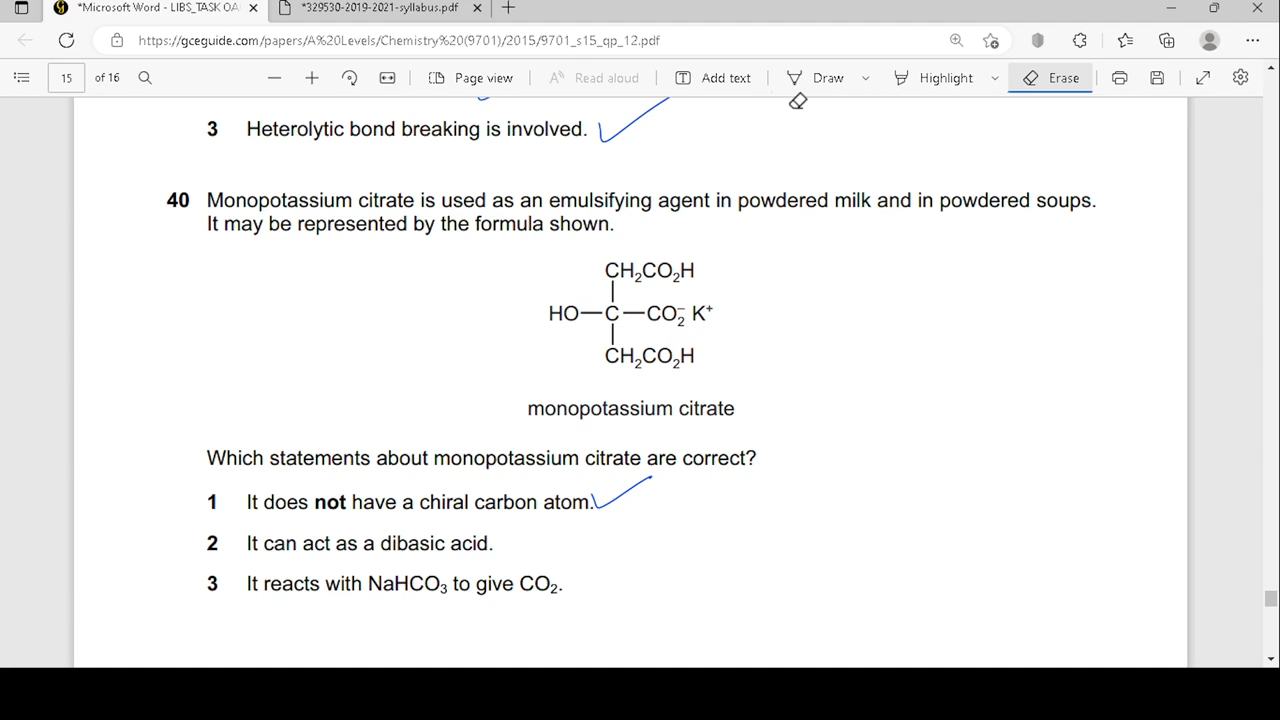 *Microsoft Word - LIBS_TASK OA
*329530-2019-2021-syllabus.pdf
https://gceguide.com/papers/A%20Levels/Chemistry%20(9701)/2015/9701_s15_qp_12.pdf
15 of 16
Page view
Read aloud
Add text
Draw
Highlight
Erase
3 Heterolytic bond breaking is involved.
40 Monopotassium citrate is used as an emulsifying agent in powdered milk and in powdered soups.
It may be represented by the formula shown.
CH₂CO₂H
HO—C—CO₂⁻ K⁺
CH₂CO₂H
monopotassium citrate
Which statements about monopotassium citrate are correct?
1 It does not have a chiral carbon atom.
2 It can act as a dibasic acid.
3 It reacts with NaHCO₃ to give CO₂.